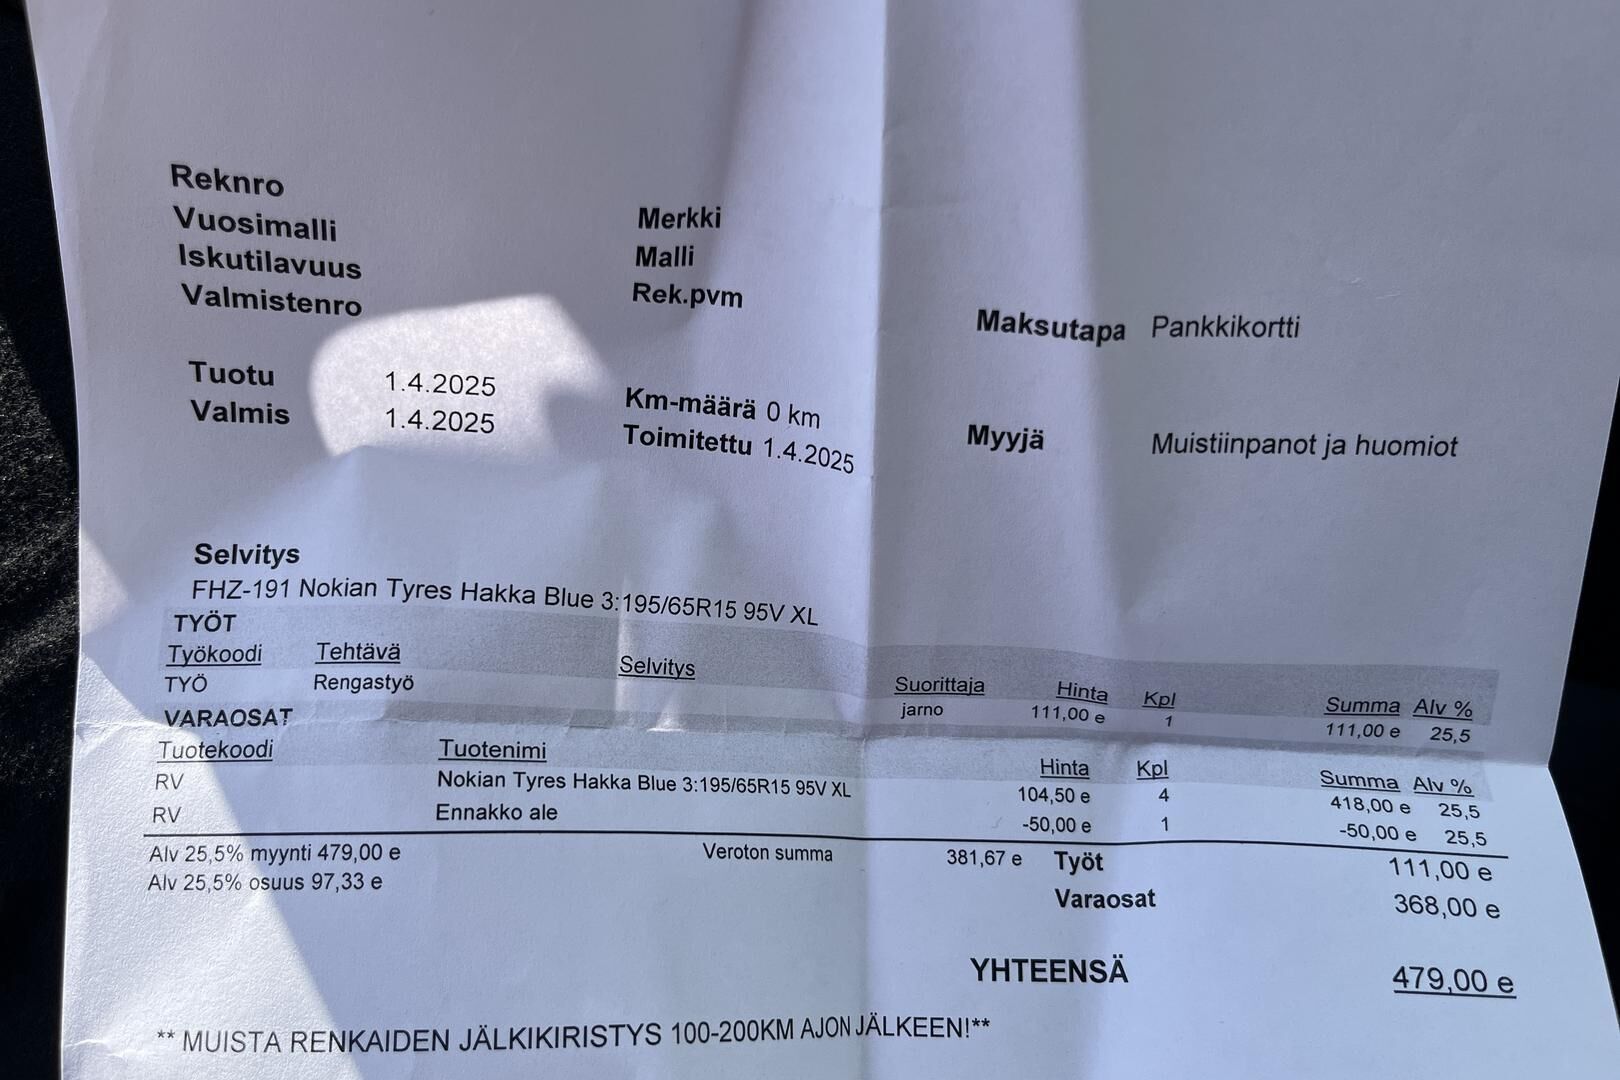 Reknro
Vuosimalli Merkki
Iskutilavuus Malli
Valmistenro Rek.pvm
Maksutapa Pankkikortti
Tuotu 1.4.2025 Km-määrä 0 km
Valmis 1.4.2025 Toimitettu 1.4.2025
Myyjä Muistiinpanot ja huomiot
Selvitys
FHZ-191 Nokian Tyres Hakka Blue 3:195/65R15 95V XL
TYÖT
Työkoodi Tehtävä Selvitys Suorittaja Hinta Kpl Summa Alv %
TYÖ Rengastyö jarno 111,00 e 1 111,00 e 25,5
VARAOSAT
Tuotekoodi Tuotenimi Hinta Kpl Summa Alv %
RV Nokian Tyres Hakka Blue 3:195/65R15 95V XL 104,50 e 4 418,00 e 25,5
RV Ennakko ale -50,00 e 1 -50,00 e 25,5
Alv 25,5% myynti 479,00 e Veroton summa 381,67 e Työt 111,00 e
Alv 25,5% osuus 97,33 e Varaosat 368,00 e
YHTEENSÄ 479,00 e
** MUISTA RENKAIDEN JÄLKIKIRISTYS 100-200KM AJON JÄLKEEN!**